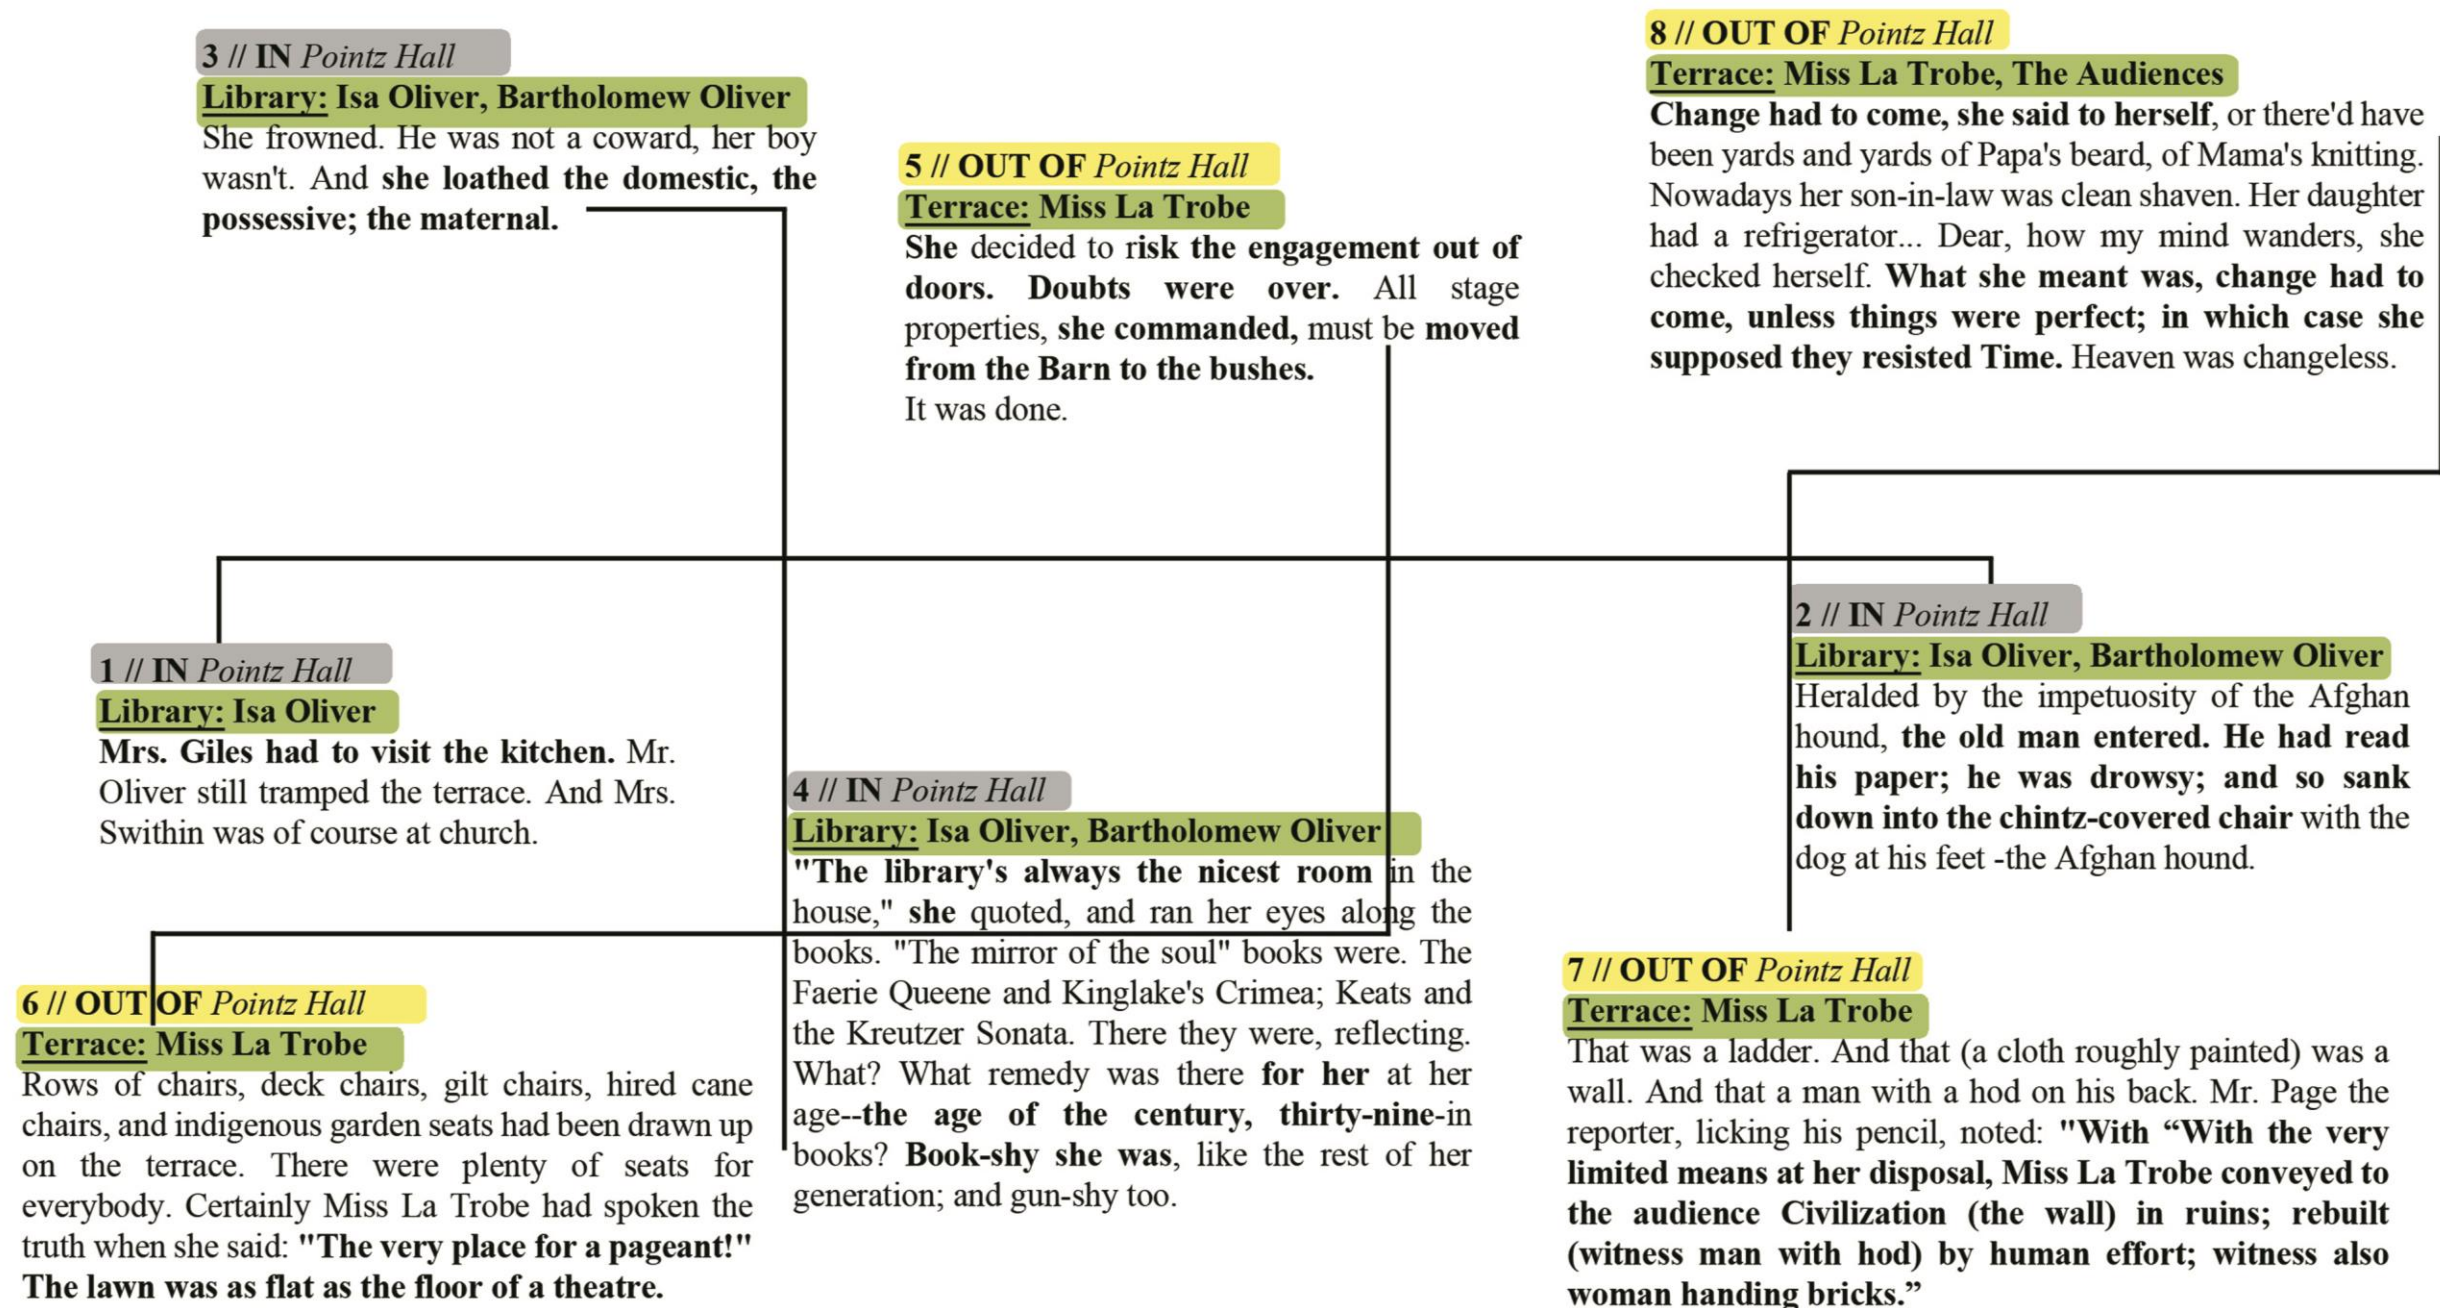 3 // IN Pointz Hall
Library: Isa Oliver, Bartholomew Oliver
She frowned. He was not a coward, her boy
wasn't. And she loathed the domestic, the
possessive; the maternal.
5 // OUT OF Pointz Hall
Terrace: Miss La Trobe
She decided to risk the engagement out of
doors. Doubts were over. All stage
properties, she commanded, must be moved
from the Barn to the bushes.
It was done.
8 // OUT OF Pointz Hall
Terrace: Miss La Trobe, The Audiences
Change had to come, she said to herself, or there'd have
been yards and yards of Papa's beard, of Mama's knitting.
Nowadays her son-in-law was clean shaven. Her daughter
had a refrigerator... Dear, how my mind wanders, she
checked herself. What she meant was, change had to
come, unless things were perfect; in which case she
supposed they resisted Time. Heaven was changeless.
1 // IN Pointz Hall
Library: Isa Oliver
Mrs. Giles had to visit the kitchen. Mr.
Oliver still tramped the terrace. And Mrs.
Swithin was of course at church.
4 // IN Pointz Hall
Library: Isa Oliver, Bartholomew Oliver
"The library's always the nicest room in the
house," she quoted, and ran her eyes along the
books. "The mirror of the soul" books were. The
Faerie Queene and Kinglake's Crimea; Keats and
the Kreutzer Sonata. There they were, reflecting.
What? What remedy was there for her at her
age--the age of the century, thirty-nine-in
books? Book-shy she was, like the rest of her
generation; and gun-shy too.
2 // IN Pointz Hall
Library: Isa Oliver, Bartholomew Oliver
Heralded by the impetuosity of the Afghan
hound, the old man entered. He had read
his paper; he was drowsy; and so sank
down into the chintz-covered chair with the
dog at his feet -the Afghan hound.
6 // OUT OF Pointz Hall
Terrace: Miss La Trobe
Rows of chairs, deck chairs, gilt chairs, hired cane
chairs, and indigenous garden seats had been drawn up
on the terrace. There were plenty of seats for
everybody. Certainly Miss La Trobe had spoken the
truth when she said: "The very place for a pageant!"
The lawn was as flat as the floor of a theatre.
7 // OUT OF Pointz Hall
Terrace: Miss La Trobe
That was a ladder. And that (a cloth roughly painted) was a
wall. And that a man with a hod on his back. Mr. Page the
reporter, licking his pencil, noted: "With “With the very
limited means at her disposal, Miss La Trobe conveyed to
the audience Civilization (the wall) in ruins; rebuilt
(witness man with hod) by human effort; witness also
woman handing bricks.”